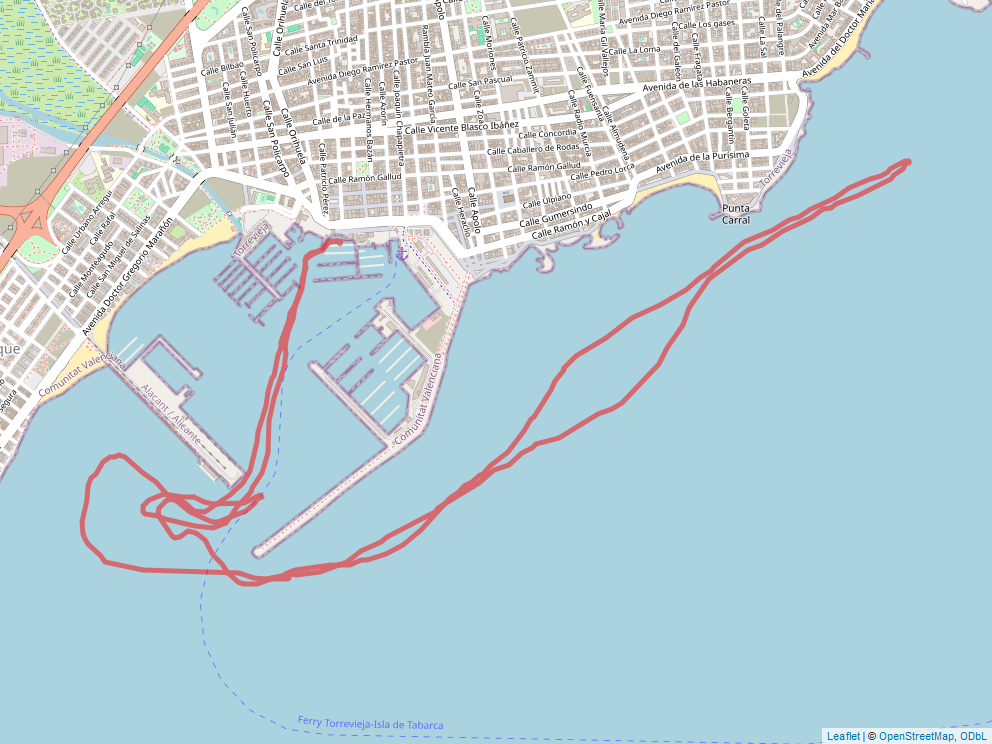 Calle Orihuela
Calle del Torr
Calle San Policarpo
Calle Santa Trinidad
Calle San Luis
Calle Bilbao
Avenida Diego Ramirez Pastor
Calle Huerto
Calle San Julián
Calle San Policarpo
Calle Orihuela
Calle de la Paz
Calle Hermanos Bazán
Calle Azorín
Calle Joaquín Chapaprieta
Rambla Juan Mateo García
Apolo
Calle Moriones
Calle Patricio Zammit
Calle San Pascual
Calle Zoa
Calle Vicente Blasco Ibáñez
Calle Concordia
Calle Caballero de Rodas
Calle Ramón Gallud
Calle Pedro Lorca
Calle Ulpiano
Calle Gumersindo
Calle Ramón y Cajal
Calle Heraclio
Calle Apolo
Calle Patricio Pérez
Calle Ramón Gallud
Calle Radio Murcia
Calle Fuensanta
Calle Almudena
Calle María Gil Vallejos
Avenida Diego Ramirez Pastor
Calle Los gases
Calle La Loma
Calle de Galeón
Calle Fragata
Calle La Sal
Avenida de las Habaneras
Calle Bergantín
Calle Goleta
Avenida de la Purísima
Avenida del Doctor Maria
Punta
Carral
Torrevieja
Calle Urbano Arregui
Calle Rafal
Calle Monteagudo
Calle San Miguel de Salinas
Avenida Doctor Gregorio Marañón
Torrevieja
que
segura
Comunitat Valenciana
Alacant / Alicante
Comunitat Valenciana
Ferry Torrevieja-Isla de Tabarca
Leaflet | © OpenStreetMap, ODbL